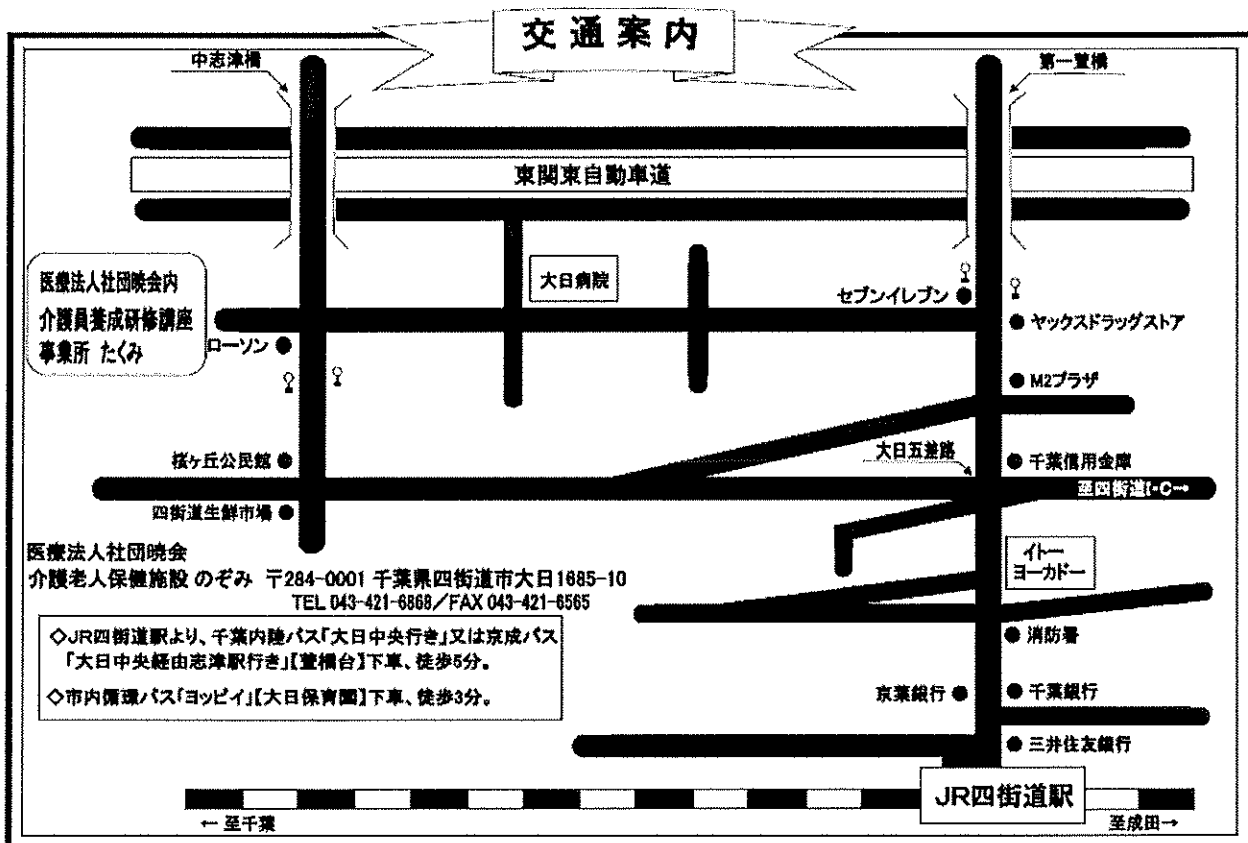 交通案内
中志津橋
第一萱橋
東関東自動車道
医療法人社団暁会内
介護員養成研修講座
事業所 たくみ
大日病院
セブンイレブン
ヤックスドラッグストア
ローソン
M2プラザ
桜ヶ丘公民館
大日五差路
千葉信用金庫
至四街道I・C→
四街道生鮮市場
医療法人社団暁会
介護老人保健施設 のぞみ 〒284-0001 千葉県四街道市大日1685-10
TEL 043-421-6868/FAX 043-421-6565
イトー
ヨーカドー
◇JR四街道駅より、千葉内陸バス「大日中央行き」又は京成バス
「大日中央経由志津駅行き」【萱橋台】下車、徒歩5分。
◇市内循環バス「ヨッピイ」【大日保育園】下車、徒歩3分。
消防署
京葉銀行
千葉銀行
三井住友銀行
JR四街道駅
← 至千葉
至成田→